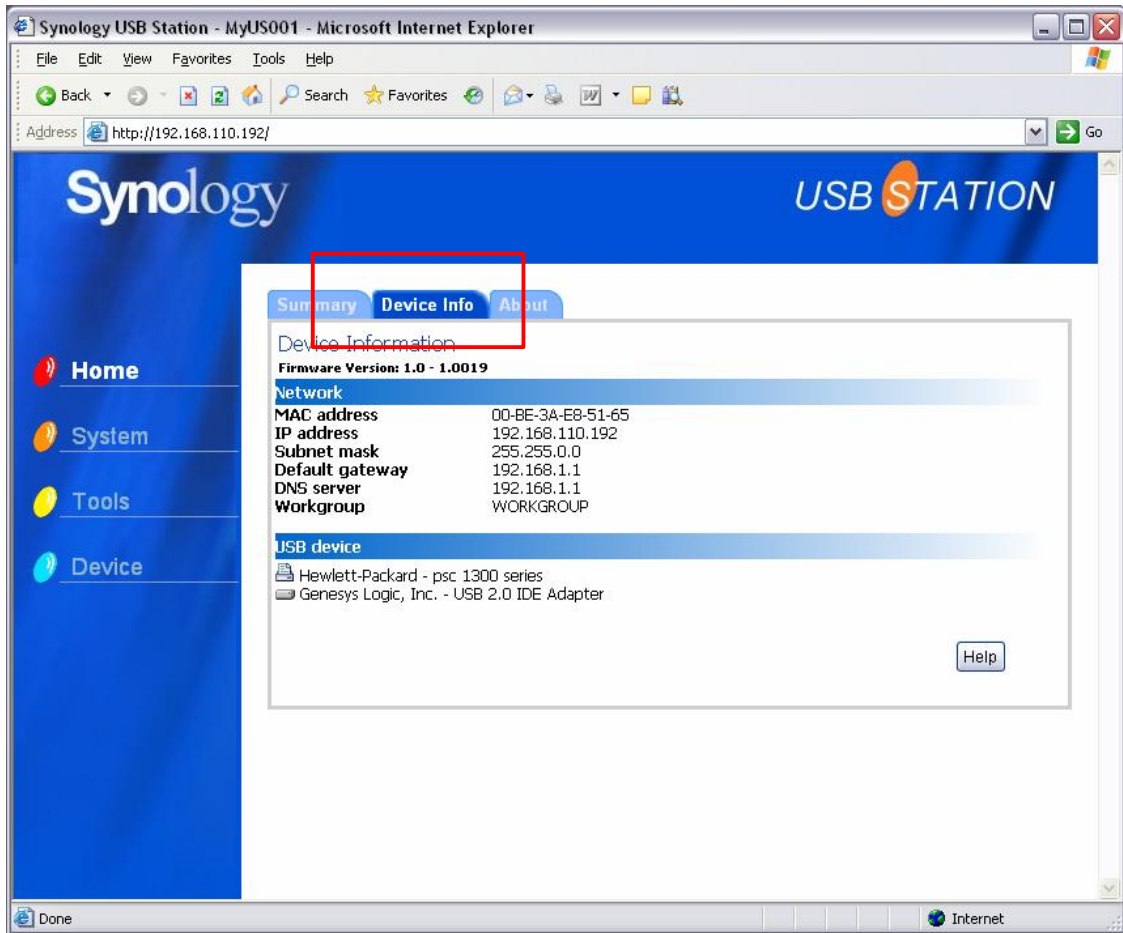 Synology USB Station - MyUS001 - Microsoft Internet Explorer
File Edit View Favorites Tools Help
Back Search Favorites
Address http://192.168.110.192/ Go
Synology USB STATION
Summary Device Info About
Device Information
Firmware Version: 1.0 - 1.0019
Home
Network
MAC address 00-BE-3A-E8-51-65
IP address 192.168.110.192
System
Subnet mask 255.255.0.0
Default gateway 192.168.1.1
DNS server 192.168.1.1
Tools
Workgroup WORKGROUP
USB device
Device
Hewlett-Packard - psc 1300 series
Genesys Logic, Inc. - USB 2.0 IDE Adapter
Help
Done Internet